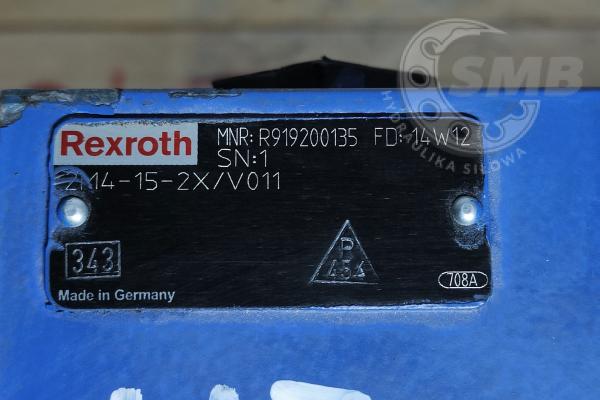 SMB
HYDRAULIKA SIŁOWA
Rexroth
MNR: R919200135 FD: 14W12
SN: 1
2M14-15-2X/V011
343
P
454
708A
Made in Germany